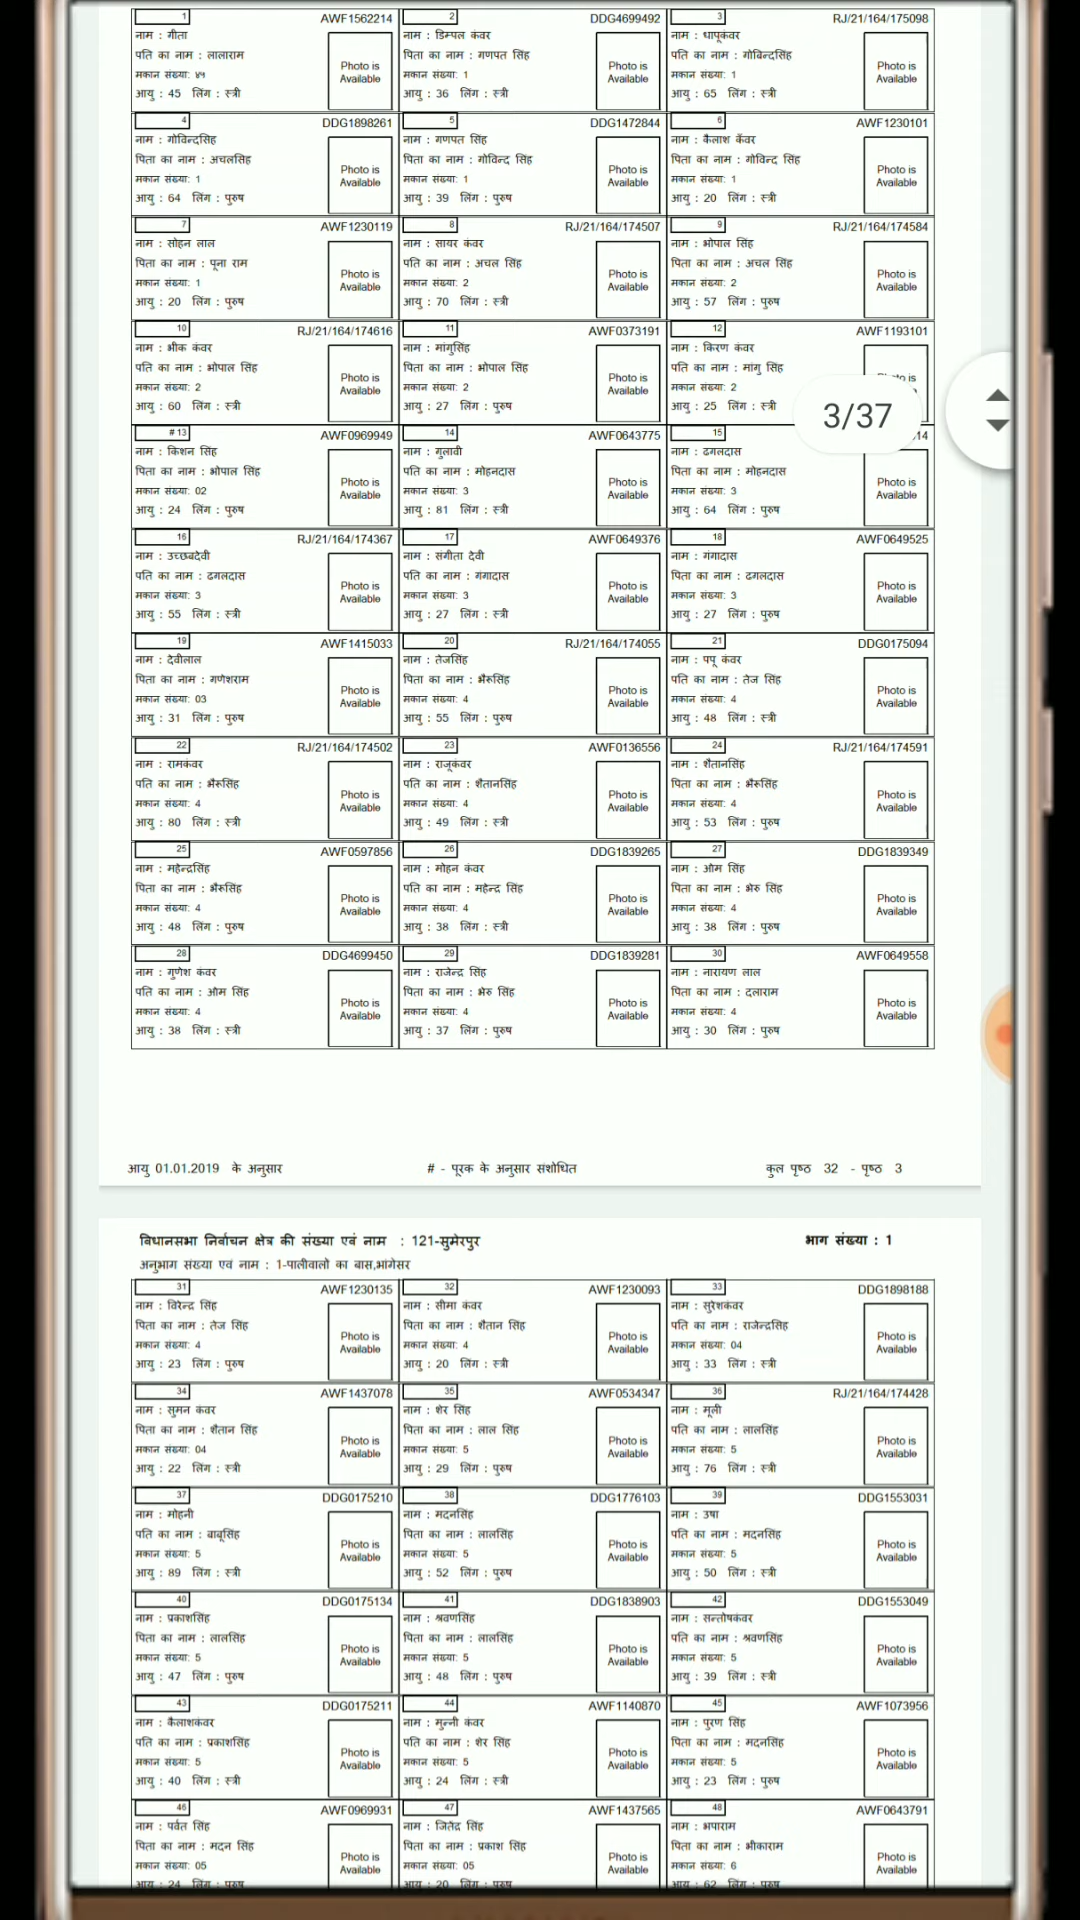 1 AWF1562214 2 DDG4699492 3 RJ/21/164/175098
नाम : गीता नाम : डिम्पल कंवर नाम : धापूकंवर
पति का नाम : लालाराम Photo is पिता का नाम : गणपत सिंह Photo is पति का नाम : गोबिन्दसिंह Photo is
मकान संख्या: ४५ Available मकान संख्या: 1 Available मकान संख्या: 1 Available
आयु : 45 लिंग : स्त्री आयु : 36 लिंग : स्त्री आयु : 65 लिंग : स्त्री
4 DDG1898261 5 DDG1472844 6 AWF1230101
नाम : गोविन्दसिह नाम : गणपत सिंह नाम : कैलाश कँवर
पिता का नाम : अचलसिह Photo is पिता का नाम : गोविन्द सिंह Photo is पिता का नाम : गोविन्द सिंह Photo is
मकान संख्या: 1 Available मकान संख्या: 1 Available मकान संख्या: 1 Available
आयु : 64 लिंग : पुरुष आयु : 39 लिंग : पुरुष आयु : 20 लिंग : स्त्री
7 AWF1230119 8 RJ/21/164/174507 9 RJ/21/164/174584
नाम : सोहन लाल नाम : सायर कंवर नाम : भोपाल सिंह
पिता का नाम : पूना राम Photo is पति का नाम : अचल सिंह Photo is पिता का नाम : अचल सिंह Photo is
मकान संख्या: 1 Available मकान संख्या: 2 Available मकान संख्या: 2 Available
आयु : 20 लिंग : पुरुष आयु : 70 लिंग : स्त्री आयु : 57 लिंग : पुरुष
10 RJ/21/164/174616 11 AWF0373191 12 AWF1193101
नाम : भीक कंवर नाम : मांगुसिंह नाम : किरण कंवर
पति का नाम : भोपाल सिंह Photo is पिता का नाम : भोपाल सिंह Photo is पति का नाम : मांगु सिंह is
मकान संख्या: 2 Available मकान संख्या: 2 Available मकान संख्या: 2
आयु : 60 लिंग : स्त्री आयु : 27 लिंग : पुरुष आयु : 25 लिंग : स्त्री
3/37
# 13 AWF0969949 14 AWF0643775 15 14
नाम : किशन सिंह नाम : गुलावी नाम : ढगलदास
पिता का नाम : भोपाल सिंह Photo is पति का नाम : मोहनदास Photo is पिता का नाम : मोहनदास Photo is
मकान संख्या: 02 Available मकान संख्या: 3 Available मकान संख्या: 3 Available
आयु : 24 लिंग : पुरुष आयु : 81 लिंग : स्त्री आयु : 64 लिंग : पुरुष
16 RJ/21/164/174367 17 AWF0649376 18 AWF0649525
नाम : उच्छबदेवी नाम : संगीता देवी नाम : गंगादास
पति का नाम : ढगलदास Photo is पति का नाम : गंगादास Photo is पिता का नाम : ढगलदास Photo is
मकान संख्या: 3 Available मकान संख्या: 3 Available मकान संख्या: 3 Available
आयु : 55 लिंग : स्त्री आयु : 27 लिंग : स्त्री आयु : 27 लिंग : पुरुष
19 AWF1415033 20 RJ/21/164/174055 21 DDG0175094
नाम : देवीलाल नाम : तेजसिंह नाम : पपू कंवर
पिता का नाम : गणेशराम Photo is पिता का नाम : भैरूसिंह Photo is पति का नाम : तेज सिंह Photo is
मकान संख्या: 03 Available मकान संख्या: 4 Available मकान संख्या: 4 Available
आयु : 31 लिंग : पुरुष आयु : 55 लिंग : पुरुष आयु : 48 लिंग : स्त्री
22 RJ/21/164/174502 23 AWF0136556 24 RJ/21/164/174591
नाम : रामकंवर नाम : राजूकंवर नाम : शैतानसिंह
पति का नाम : भैरूसिंह Photo is पति का नाम : शैतानसिंह Photo is पिता का नाम : भैरूसिंह Photo is
मकान संख्या: 4 Available मकान संख्या: 4 Available मकान संख्या: 4 Available
आयु : 80 लिंग : स्त्री आयु : 49 लिंग : स्त्री आयु : 53 लिंग : पुरुष
25 AWF0597856 26 DDG1839265 27 DDG1839349
नाम : महेन्द्रसिंह नाम : मोहन कंवर नाम : ओम सिंह
पिता का नाम : भैरूसिंह Photo is पति का नाम : महेन्द सिंह Photo is पिता का नाम : भेरु सिंह Photo is
मकान संख्या: 4 Available मकान संख्या: 4 Available मकान संख्या: 4 Available
आयु : 48 लिंग : पुरुष आयु : 38 लिंग : स्त्री आयु : 38 लिंग : पुरुष
28 DDG4699450 29 DDG1839281 30 AWF0649558
नाम : गुणेश कंवर नाम : राजेन्द्र सिंह नाम : नारायण लाल
पति का नाम : ओम सिंह Photo is पिता का नाम : भेरु सिंह Photo is पिता का नाम : दलाराम Photo is
मकान संख्या: 4 Available मकान संख्या: 4 Available मकान संख्या: 4 Available
आयु : 38 लिंग : स्त्री आयु : 37 लिंग : पुरुष आयु : 30 लिंग : पुरुष
आयु 01.01.2019 के अनुसार # - पूरक के अनुसार संशोधित कुल पृष्ठ 32 - पृष्ठ 3
विधानसभा निर्वाचन क्षेत्र की संख्या एवं नाम : 121-सुमेरपुर भाग संख्या : 1
अनुभाग संख्या एवं नाम : 1-पालीवालो का बास,भांगेसर
31 AWF1230135 32 AWF1230093 33 DDG1898188
नाम : विरेन्द्र सिंह नाम : सीमा कंवर नाम : सुरेशकंवर
पिता का नाम : तेज सिंह Photo is पिता का नाम : शैतान सिंह Photo is पति का नाम : राजेन्द्रसिंह Photo is
मकान संख्या: 4 Available मकान संख्या: 4 Available मकान संख्या: 04 Available
आयु : 23 लिंग : पुरुष आयु : 20 लिंग : स्त्री आयु : 33 लिंग : स्त्री
34 AWF1437078 35 AWF0534347 36 RJ/21/164/174428
नाम : सुमन कंवर नाम : शेर सिंह नाम : मूली
पिता का नाम : शैतान सिंह Photo is पिता का नाम : लाल सिंह Photo is पति का नाम : लालसिंह Photo is
मकान संख्या: 04 Available मकान संख्या: 5 Available मकान संख्या: 5 Available
आयु : 22 लिंग : स्त्री आयु : 29 लिंग : पुरुष आयु : 76 लिंग : स्त्री
37 DDG0175210 38 DDG1776103 39 DDG1553031
नाम : मोहनी नाम : मदनसिंह नाम : उषा
पति का नाम : बाबूसिंह Photo is पिता का नाम : लालसिंह Photo is पति का नाम : मदनसिंह Photo is
मकान संख्या: 5 Available मकान संख्या: 5 Available मकान संख्या: 5 Available
आयु : 89 लिंग : स्त्री आयु : 52 लिंग : पुरुष आयु : 50 लिंग : स्त्री
40 DDG0175134 41 DDG1838903 42 DDG1553049
नाम : प्रकाशसिंह नाम : श्रवणसिंह नाम : सन्तोषकंवर
पिता का नाम : लालसिंह Photo is पिता का नाम : लालसिंह Photo is पति का नाम : श्रवणसिंह Photo is
मकान संख्या: 5 Available मकान संख्या: 5 Available मकान संख्या: 5 Available
आयु : 47 लिंग : पुरुष आयु : 48 लिंग : पुरुष आयु : 39 लिंग : स्त्री
43 DDG0175211 44 AWF1140870 45 AWF1073956
नाम : कैलाशकंवर नाम : मुन्नी कंवर नाम : पुरण सिंह
पति का नाम : प्रकाशसिंह Photo is पति का नाम : शेर सिंह Photo is पिता का नाम : मदनसिंह Photo is
मकान संख्या: 5 Available मकान संख्या: 5 Available मकान संख्या: 5 Available
आयु : 40 लिंग : स्त्री आयु : 24 लिंग : स्त्री आयु : 23 लिंग : पुरुष
46 AWF0969931 47 AWF1437565 48 AWF0643791
नाम : पर्वत सिंह नाम : जितेंद्र सिंह नाम : भपाराम
पिता का नाम : मदन सिंह Photo is पिता का नाम : प्रकाश सिंह Photo is पिता का नाम : भीकाराम Photo is
मकान संख्या: 05 Available मकान संख्या: 05 Available मकान संख्या: 6 Available
आयु : 24 लिंग : पुरुष आयु : 20 लिंग : पुरुष आयु : 62 लिंग : पुरुष